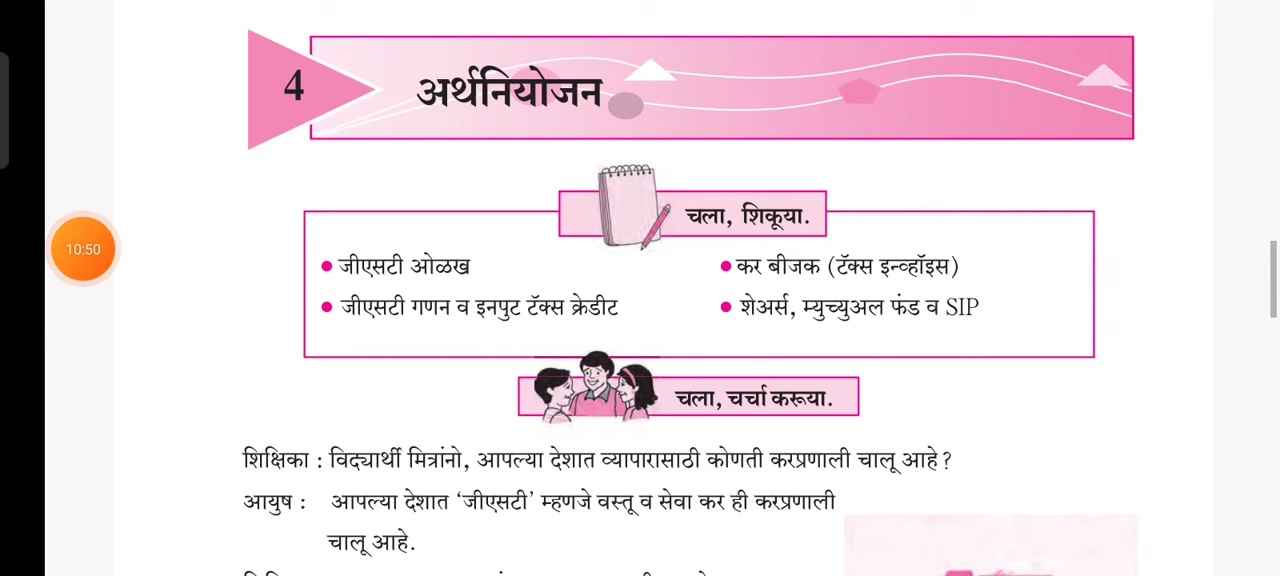 4
अर्थनियोजन
चला, शिकूया.
● जीएसटी ओळख
● कर बीजक (टॅक्स इन्व्हॉइस)
● जीएसटी गणन व इनपुट टॅक्स क्रेडीट
● शेअर्स, म्युच्युअल फंड व SIP
चला, चर्चा करूया.
शिक्षिका : विद्यार्थी मित्रांनो, आपल्या देशात व्यापारासाठी कोणती करप्रणाली चालू आहे?
आयुष : आपल्या देशात ‘जीएसटी’ म्हणजे वस्तू व सेवा कर ही करप्रणाली
चालू आहे.
10:50